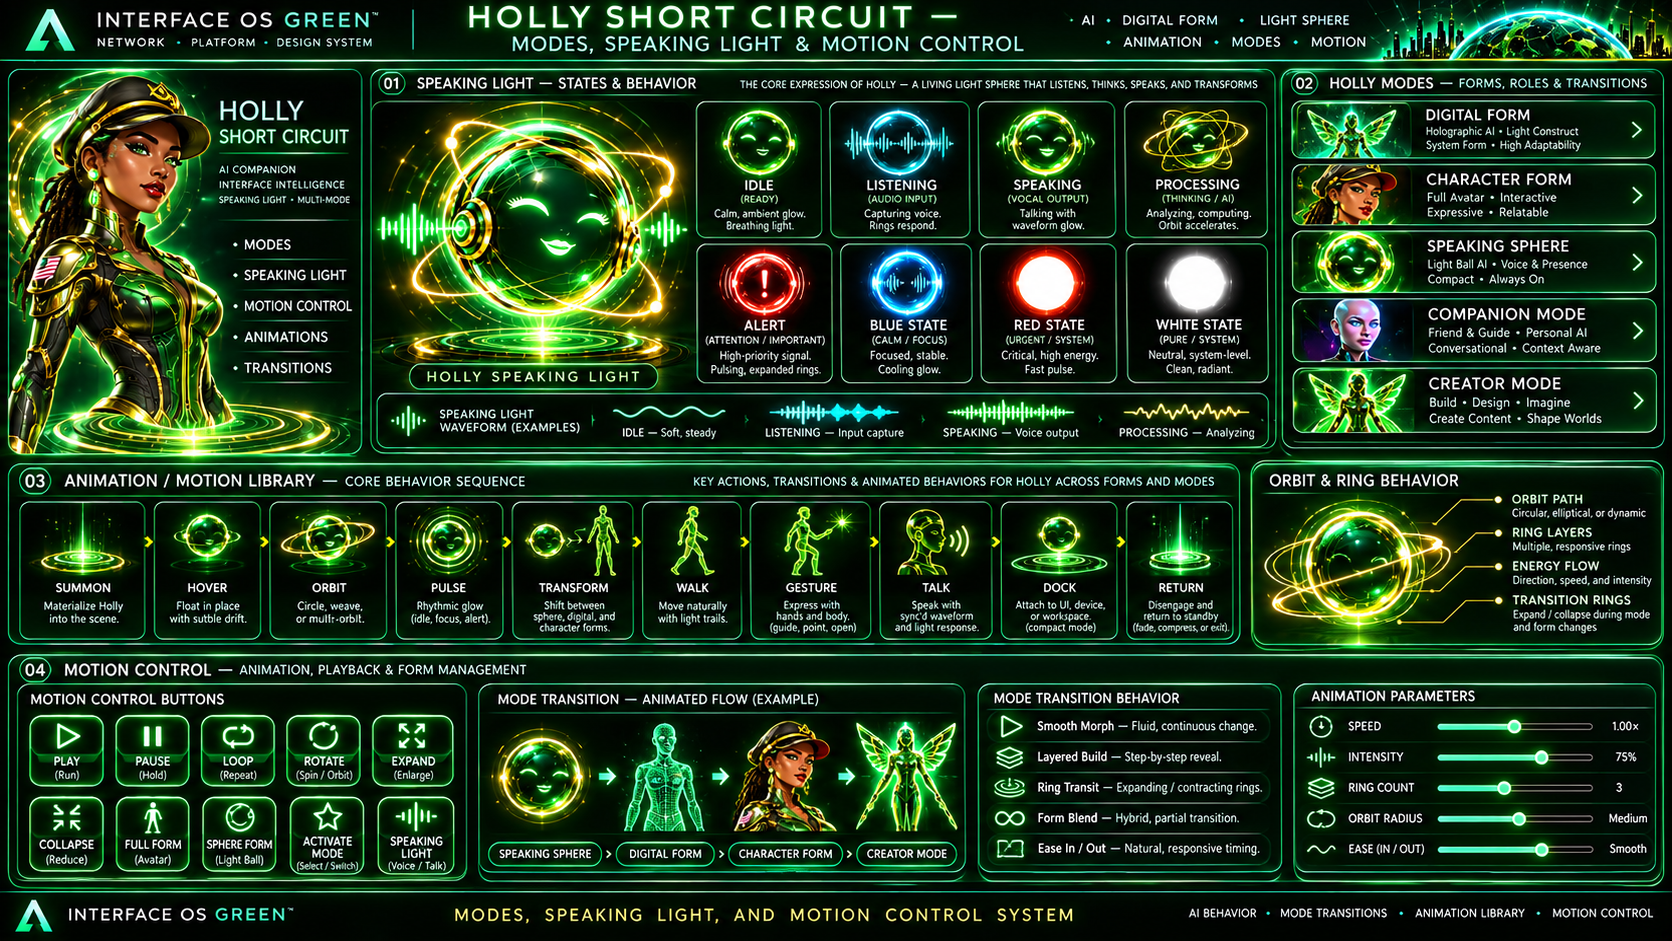 INTERFACE OS GREEN™
NETWORK • PLATFORM • DESIGN SYSTEM
HOLLY SHORT CIRCUIT —
MODES, SPEAKING LIGHT & MOTION CONTROL
• AI • DIGITAL FORM • LIGHT SPHERE
• ANIMATION • MODES • MOTION
HOLLY
SHORT CIRCUIT
AI COMPANION
INTERFACE INTELLIGENCE
SPEAKING LIGHT • MULTI-MODE
• MODES
• SPEAKING LIGHT
• MOTION CONTROL
• ANIMATIONS
• TRANSITIONS
01 SPEAKING LIGHT — STATES & BEHAVIOR
THE CORE EXPRESSION OF HOLLY — A LIVING LIGHT SPHERE THAT LISTENS, THINKS, SPEAKS, AND TRANSFORMS
HOLLY SPEAKING LIGHT
IDLE
(READY)
Calm, ambient glow.
Breathing light.
LISTENING
(AUDIO INPUT)
Capturing voice.
Rings respond.
SPEAKING
(VOCAL OUTPUT)
Talking with
waveform glow.
PROCESSING
(THINKING / AI)
Analyzing, computing.
Orbit accelerates.
!
ALERT
(ATTENTION / IMPORTANT)
High-priority signal.
Pulsing, expanded rings.
BLUE STATE
(CALM / FOCUS)
Focused, stable.
Cooling glow.
RED STATE
(URGENT / SYSTEM)
Critical, high energy.
Fast pulse.
WHITE STATE
(PURE / SYSTEM)
Neutral, system-level.
Clean, radiant.
SPEAKING LIGHT
WAVEFORM (EXAMPLES)
IDLE — Soft, steady
LISTENING — Input capture
SPEAKING — Voice output
PROCESSING — Analyzing
02 HOLLY MODES — FORMS, ROLES & TRANSITIONS
DIGITAL FORM
Holographic AI • Light Construct
System Form • High Adaptability
CHARACTER FORM
Full Avatar • Interactive
Expressive • Relatable
SPEAKING SPHERE
Light Ball AI • Voice & Presence
Compact • Always On
COMPANION MODE
Friend & Guide • Personal AI
Conversational • Context Aware
CREATOR MODE
Build • Design • Imagine
Create Content • Shape Worlds
03 ANIMATION / MOTION LIBRARY — CORE BEHAVIOR SEQUENCE
KEY ACTIONS, TRANSITIONS & ANIMATED BEHAVIORS FOR HOLLY ACROSS FORMS AND MODES
SUMMON
Materialize Holly
into the scene.
HOVER
Float in place
with subtle drift.
ORBIT
Circle, weave,
or multi-orbit.
PULSE
Rhythmic glow
(idle, focus, alert).
TRANSFORM
Shift between
sphere, digital, and
character forms.
WALK
Move naturally
with light trails.
GESTURE
Express with
hands and body.
(guide, point, open)
TALK
Speak with
sync'd waveform
and light response.
DOCK
Attach to UI, device,
or workspace.
(compact mode)
RETURN
Disengage and
return to standby
(fade, compress, or exit).
ORBIT & RING BEHAVIOR
ORBIT PATH
Circular, elliptical, or dynamic
RING LAYERS
Multiple, responsive rings
ENERGY FLOW
Direction, speed, and intensity
TRANSITION RINGS
Expand / collapse during mode
and form changes
04 MOTION CONTROL — ANIMATION, PLAYBACK & FORM MANAGEMENT
MOTION CONTROL BUTTONS
PLAY
(Run)
PAUSE
(Hold)
LOOP
(Repeat)
ROTATE
(Spin / Orbit)
EXPAND
(Enlarge)
COLLAPSE
(Reduce)
FULL FORM
(Avatar)
SPHERE FORM
(Light Ball)
ACTIVATE
MODE
(Select / Switch)
SPEAKING
LIGHT
(Voice / Talk)
MODE TRANSITION — ANIMATED FLOW (EXAMPLE)
SPEAKING SPHERE > DIGITAL FORM > CHARACTER FORM > CREATOR MODE
MODE TRANSITION BEHAVIOR
Smooth Morph — Fluid, continuous change.
Layered Build — Step-by-step reveal.
Ring Transit — Expanding / contracting rings.
Form Blend — Hybrid, partial transition.
Ease In / Out — Natural, responsive timing.
ANIMATION PARAMETERS
SPEED 1.00×
INTENSITY 75%
RING COUNT 3
ORBIT RADIUS Medium
EASE (IN / OUT) Smooth
INTERFACE OS GREEN™
MODES, SPEAKING LIGHT, AND MOTION CONTROL SYSTEM
AI BEHAVIOR • MODE TRANSITIONS • ANIMATION LIBRARY • MOTION CONTROL